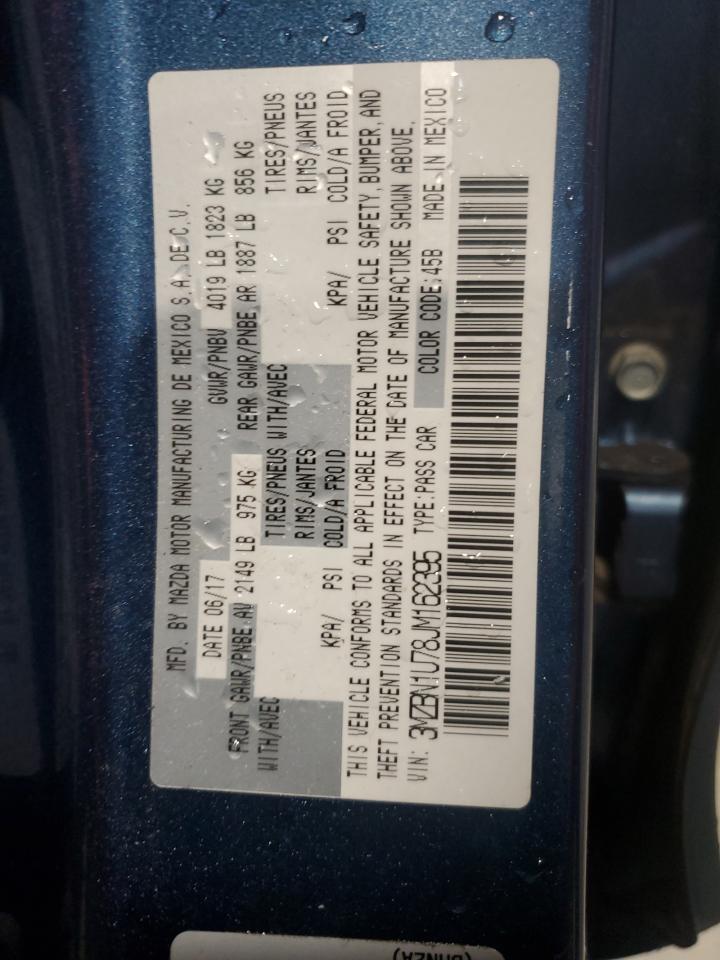 MFD. BY MAZDA MOTOR MANUFACTURING DE MEXICO S.A. DE C.V.
DATE 06/17 GVWR/PNBV 4019 LB 1823 KG
FRONT GAWR/PNBE AV 2149 LB 975 KG REAR GAWR/PNBE AR 1887 LB 856 KG
WITH/AVEC TIRES/PNEUS WITH/AVEC TIRES/PNEUS
RIMS/JANTES RIMS/JANTES
KPA/ PSI COLD/A FROID KPA/ PSI COLD/A FROID
THIS VEHICLE CONFORMS TO ALL APPLICABLE FEDERAL MOTOR VEHICLE SAFETY, BUMPER, AND
THEFT PREVENTION STANDARDS IN EFFECT ON THE DATE OF MANUFACTURE SHOWN ABOVE.
VIN: 3MZBN1U78JM162395 TYPE:PASS CAR COLOR CODE:45B MADE IN MEXICO